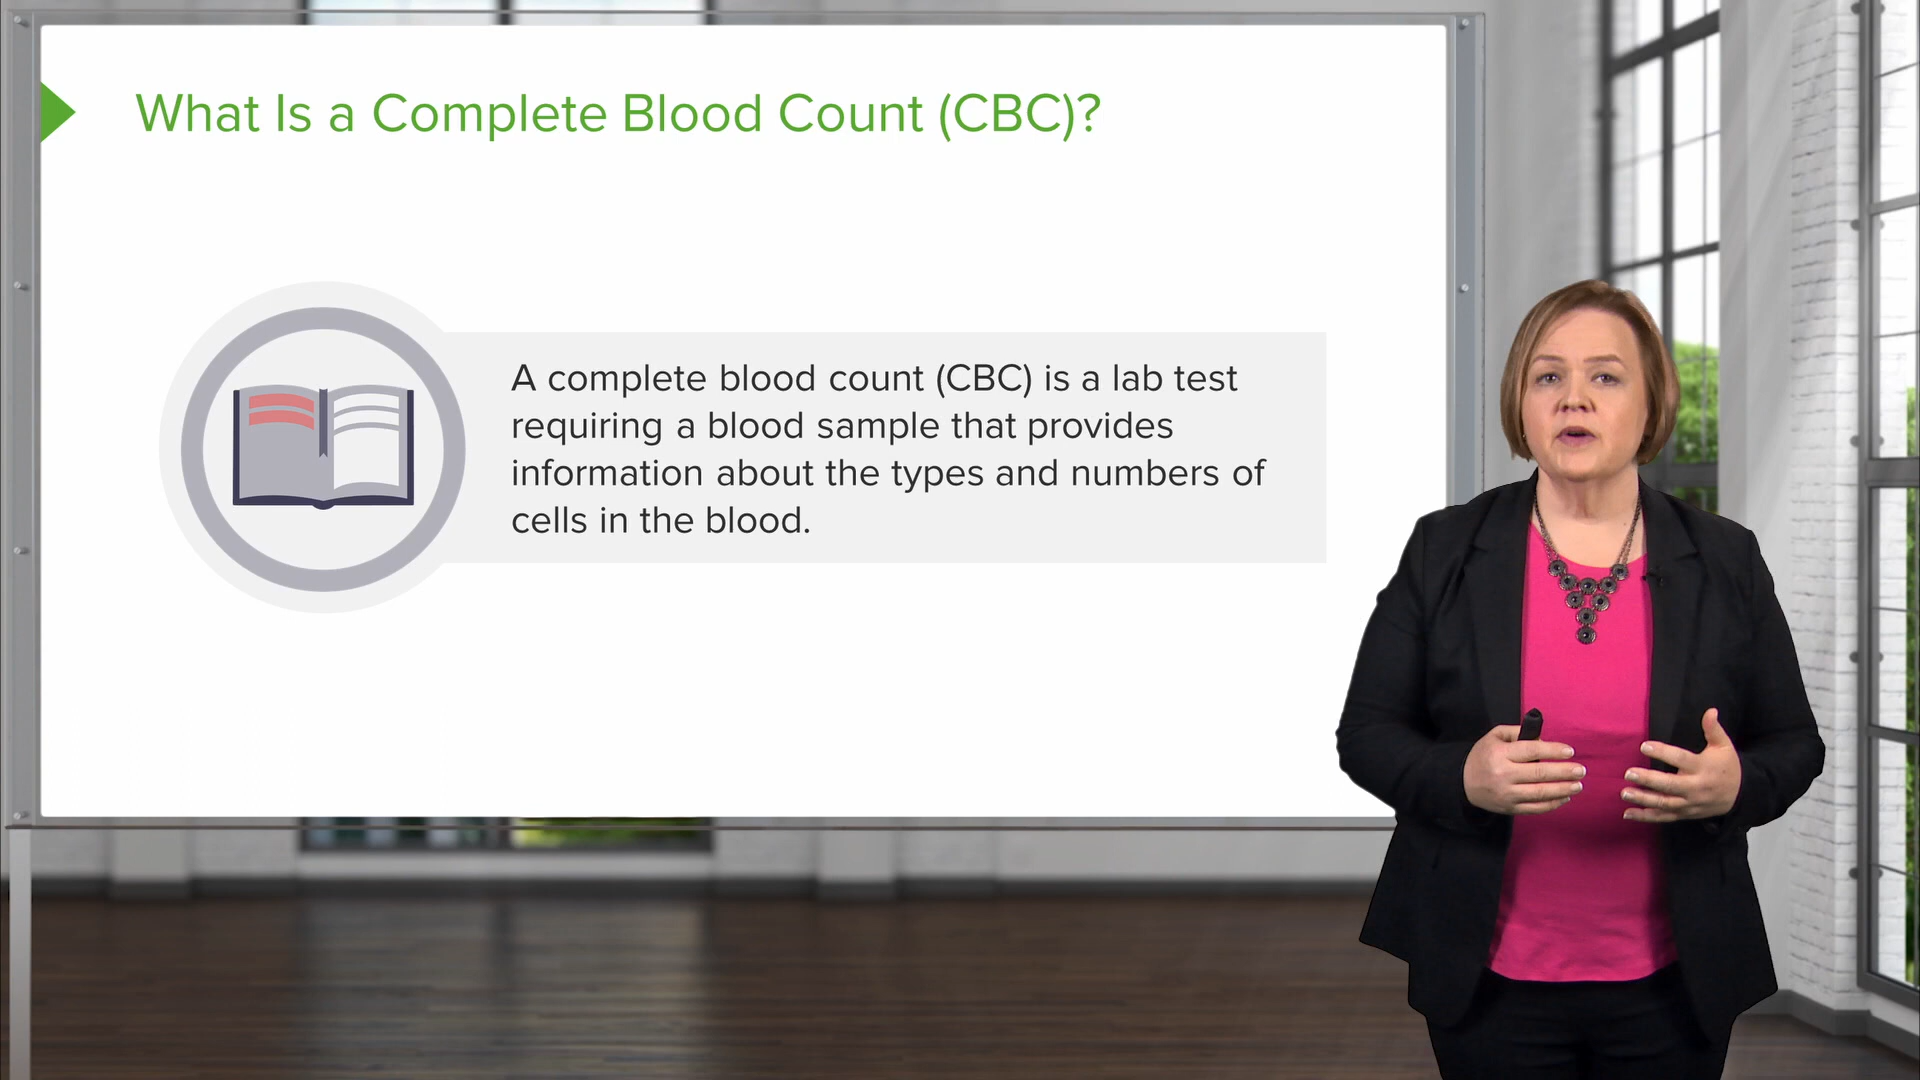 What Is a Complete Blood Count (CBC)?
A complete blood count (CBC) is a lab test
requiring a blood sample that provides
information about the types and numbers of
cells in the blood.